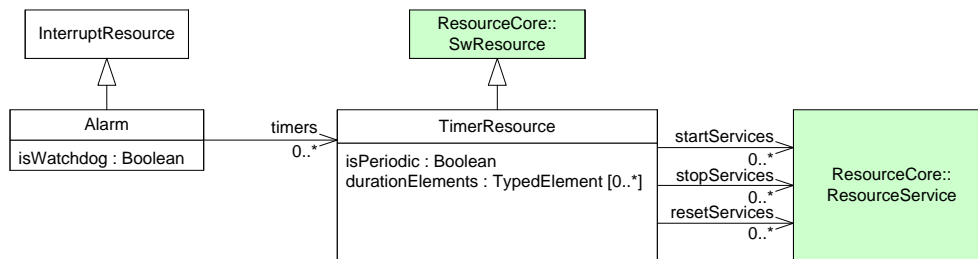 InterruptResource
ResourceCore::
SwResource
Alarm
isWatchdog : Boolean
timers
0..*
TimerResource
isPeriodic : Boolean
durationElements : TypedElement [0..*]
startServices
0..*
stopServices
0..*
resetServices
0..*
ResourceCore::
ResourceService